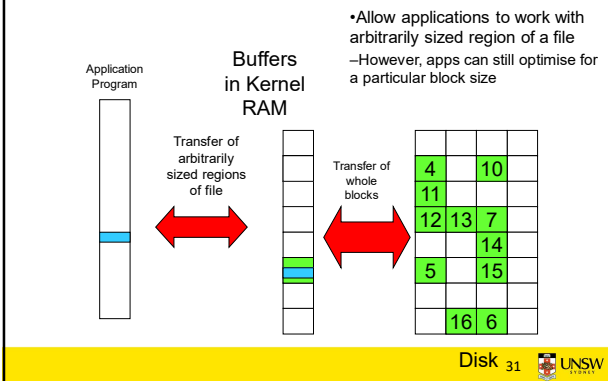 •Allow applications to work with
arbitrarily sized region of a file
–However, apps can still optimise for
a particular block size
Application
Program
Buffers
in Kernel
RAM
Transfer of
arbitrarily
sized regions
of file
Transfer of
whole
blocks
4 10
11
12 13 7
14
5 15
16 6
Disk 31 UNSW
SYDNEY